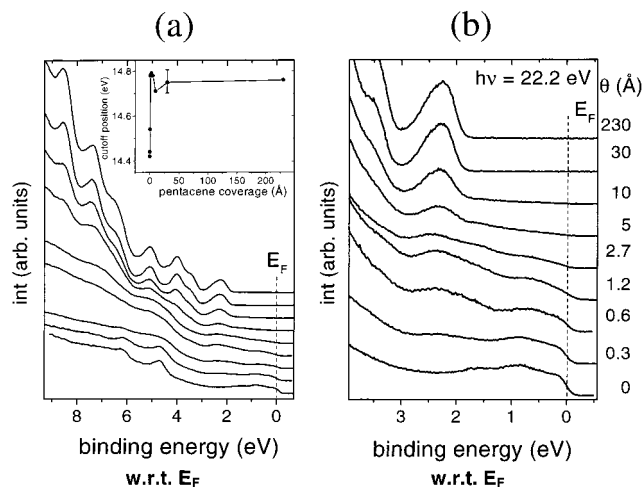 (a)
(b)
14.8
14.6
14.4
cutoff position (eV)
0 50 100 150 200
pentacene coverage (Å)
E_F
int (arb. units)
8 6 4 2 0
binding energy (eV)
w.r.t. E_F
hν = 22.2 eV
θ (Å)
E_F
230
30
10
5
2.7
1.2
0.6
0.3
0
int (arb. units)
3 2 1 0
binding energy (eV)
w.r.t. E_F